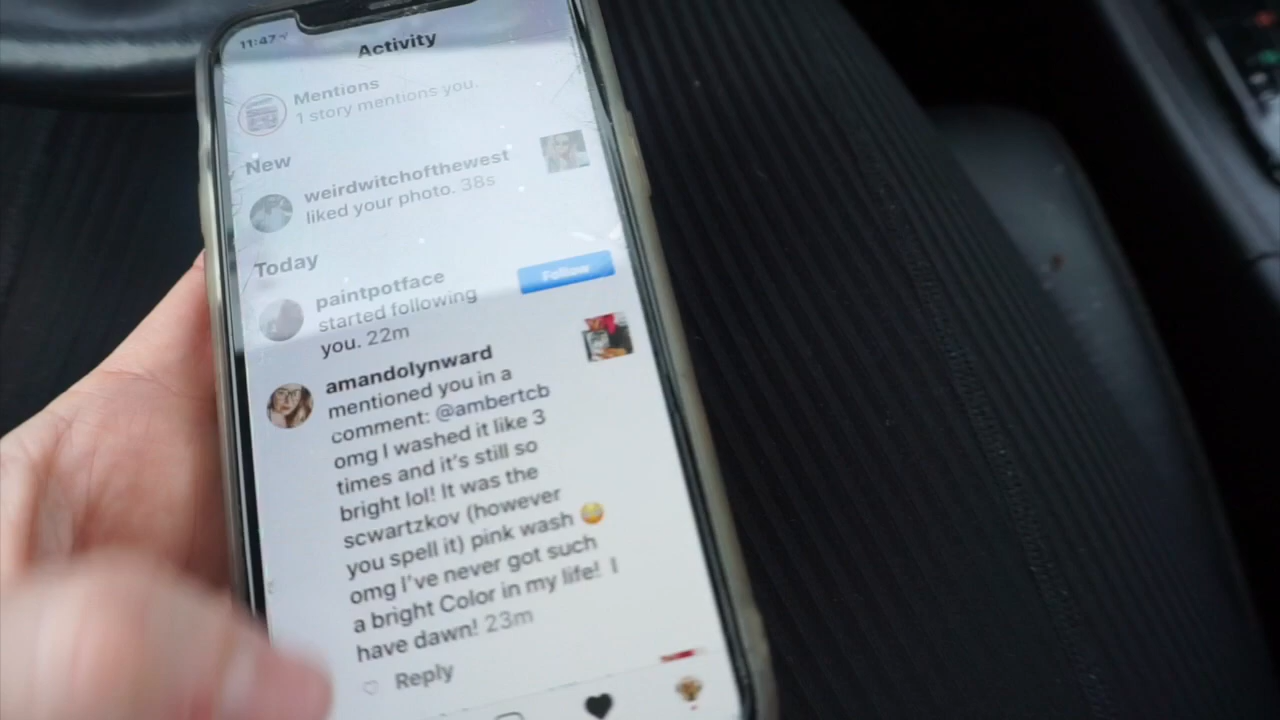 11:47
Activity
Mentions
1 story mentions you.
New
weirdwitchofthewest
liked your photo. 38s
Today
paintpotface
started following
you. 22m
Follow
amandolynward
mentioned you in a
comment: @ambertcb
omg I washed it like 3
times and it's still so
bright lol! It was the
scwartzkov (however
you spell it) pink wash 😳
omg I've never got such
a bright Color in my life! I
have dawn! 23m
Reply